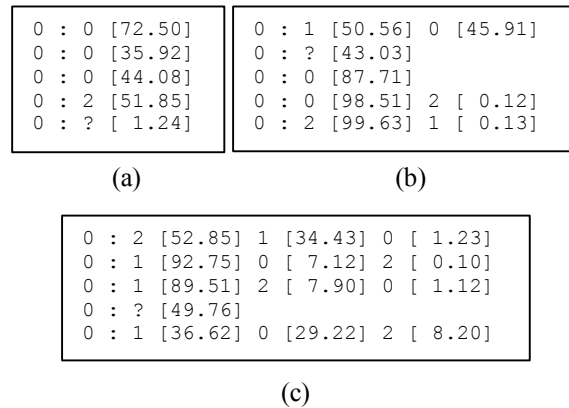 0 : 0 [72.50]
0 : 0 [35.92]
0 : 0 [44.08]
0 : 2 [51.85]
0 : ? [ 1.24]
(a)
0 : 1 [50.56] 0 [45.91]
0 : ? [43.03]
0 : 0 [87.71]
0 : 0 [98.51] 2 [ 0.12]
0 : 2 [99.63] 1 [ 0.13]
(b)
0 : 2 [52.85] 1 [34.43] 0 [ 1.23]
0 : 1 [92.75] 0 [ 7.12] 2 [ 0.10]
0 : 1 [89.51] 2 [ 7.90] 0 [ 1.12]
0 : ? [49.76]
0 : 1 [36.62] 0 [29.22] 2 [ 8.20]
(c)